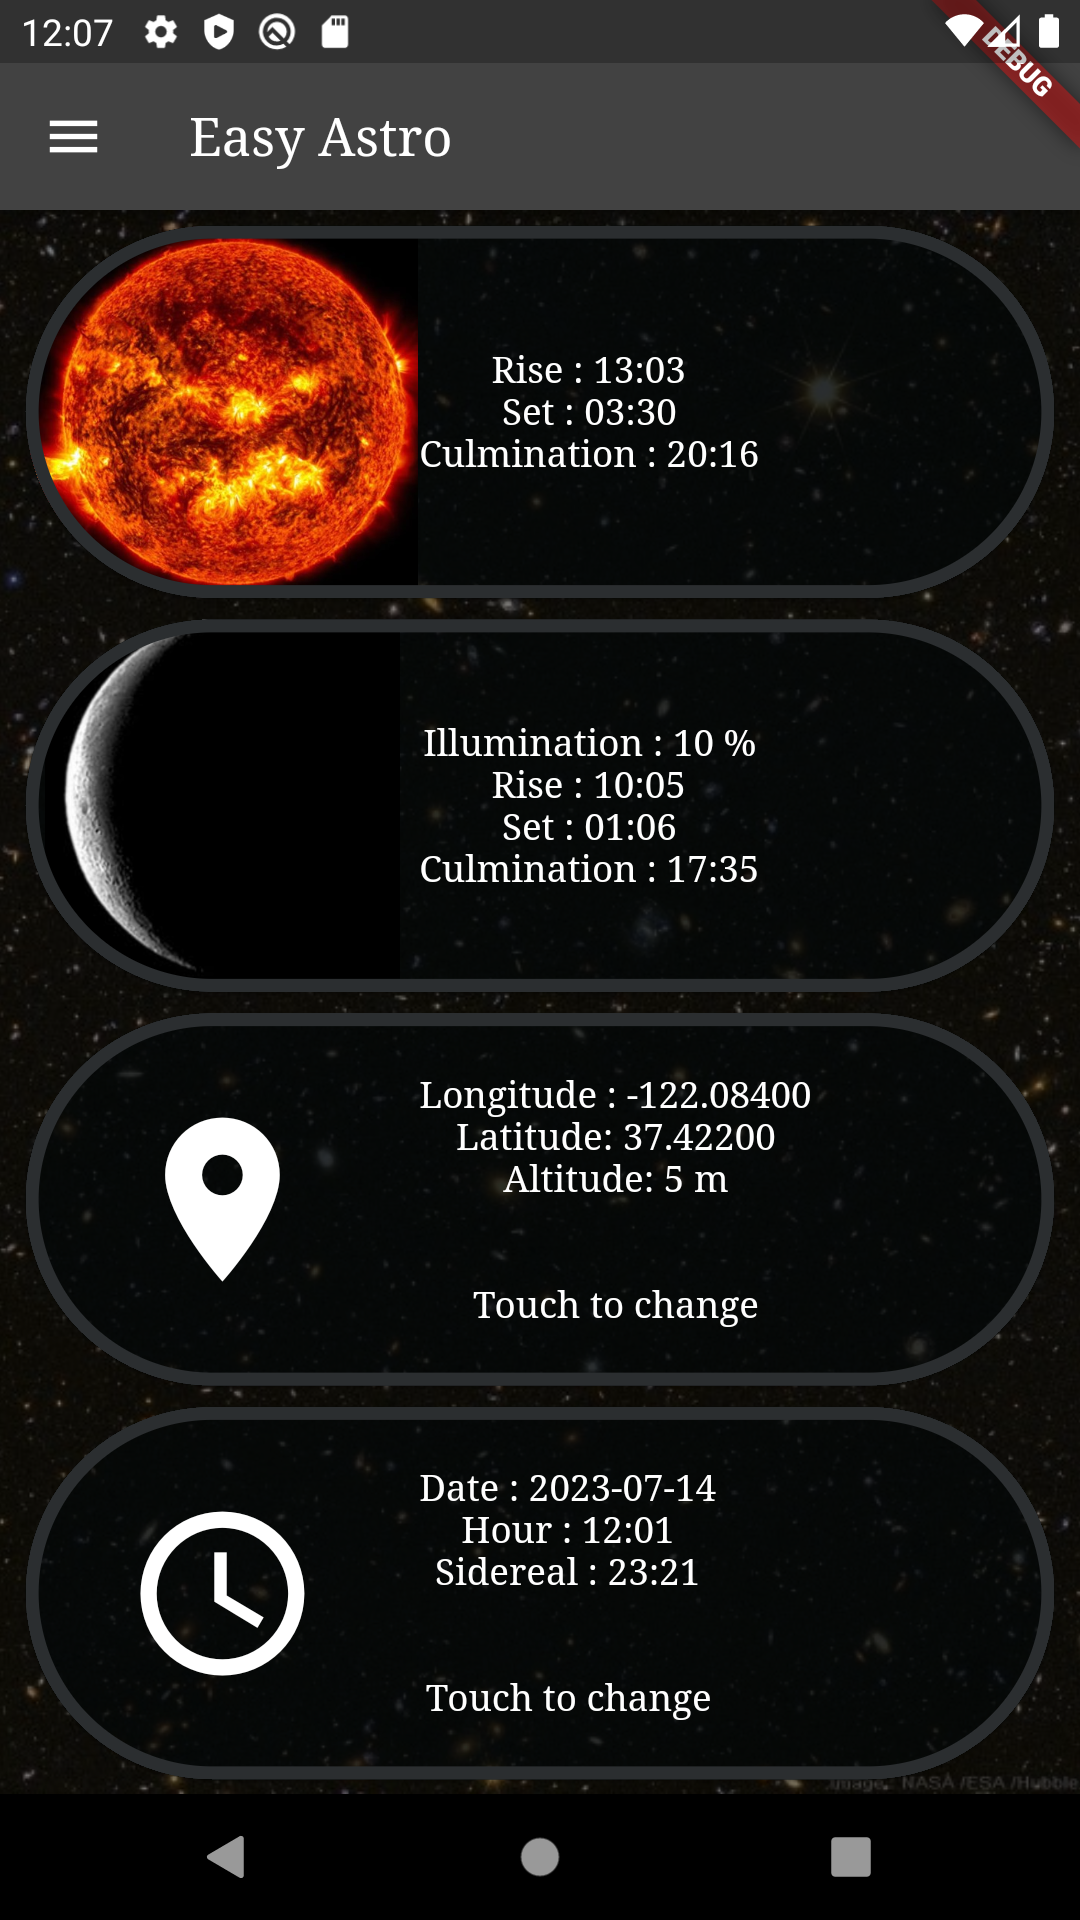 12:07
DEBUG
Easy Astro
Rise : 13:03
Set : 03:30
Culmination : 20:16
Illumination : 10 %
Rise : 10:05
Set : 01:06
Culmination : 17:35
Longitude : -122.08400
Latitude: 37.42200
Altitude: 5 m
Touch to change
Date : 2023-07-14
Hour : 12:01
Sidereal : 23:21
Touch to change
Image : NASA /ESA /Hubble